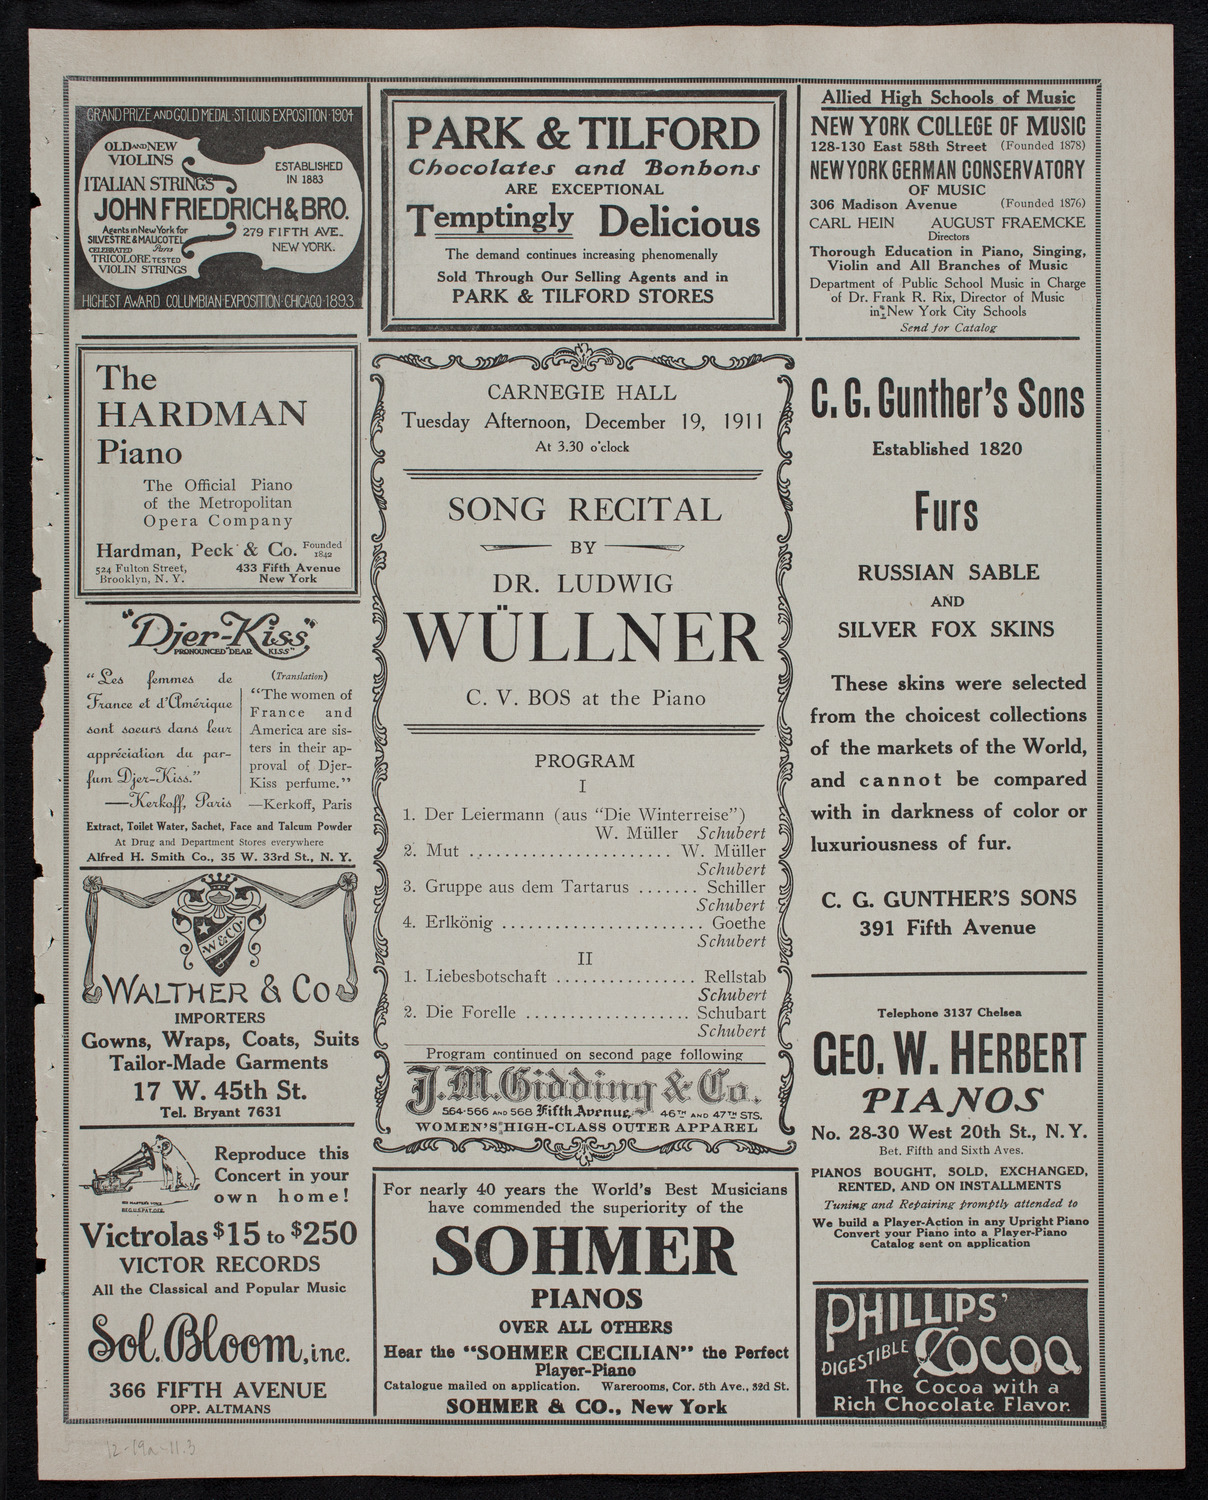 GRAND PRIZE AND GOLD MEDAL ST LOUIS EXPOSITION 1904
OLD AND NEW
VIOLINS
ITALIAN STRINGS
ESTABLISHED
IN 1883
JOHN FRIEDRICH & BRO.
Agents in New York for
SILVESTRE & MAUCOTEL
CELEBRATED Paris
TRICOLORE TESTED
VIOLIN STRINGS
279 FIFTH AVE.
NEW YORK.
HIGHEST AWARD COLUMBIAN EXPOSITION CHICAGO 1893
PARK & TILFORD
Chocolates and Bonbons
ARE EXCEPTIONAL
Temptingly Delicious
The demand continues increasing phenomenally
Sold Through Our Selling Agents and in
PARK & TILFORD STORES
Allied High Schools of Music
NEW YORK COLLEGE OF MUSIC
128-130 East 58th Street (Founded 1878)
NEW YORK GERMAN CONSERVATORY
OF MUSIC
306 Madison Avenue (Founded 1876)
CARL HEIN AUGUST FRAEMCKE
Directors
Thorough Education in Piano, Singing,
Violin and All Branches of Music
Department of Public School Music in Charge
of Dr. Frank R. Rix, Director of Music
in New York City Schools
Send for Catalog
The
HARDMAN
Piano
The Official Piano
of the Metropolitan
Opera Company
Hardman, Peck & Co. Founded 1842
524 Fulton Street, 433 Fifth Avenue
Brooklyn, N. Y. New York
"Djer-Kiss"
PRONOUNCED "DEAR KISS"
"Les femmes de
France et d'Amérique
sont soeurs dans leur
appréciation du par-
fum Djer-Kiss."
—Kerkoff, Paris
(Translation)
"The women of
France and
America are sis-
ters in their ap-
proval of Djer-
Kiss perfume."
—Kerkoff, Paris
Extract, Toilet Water, Sachet, Face and Talcum Powder
At Drug and Department Stores everywhere
Alfred H. Smith Co., 35 W. 33rd St., N. Y.
W & CO.
WALTHER & CO
IMPORTERS
Gowns, Wraps, Coats, Suits
Tailor-Made Garments
17 W. 45th St.
Tel. Bryant 7631
Reproduce this
Concert in your
own home!
HIS MASTER'S VOICE
REG. U.S. PAT. OFF.
Victrolas $15 to $250
VICTOR RECORDS
All the Classical and Popular Music
Sol. Bloom, inc.
366 FIFTH AVENUE
OPP. ALTMANS
CARNEGIE HALL
Tuesday Afternoon, December 19, 1911
At 3.30 o'clock
SONG RECITAL
BY
DR. LUDWIG
WÜLLNER
C. V. BOS at the Piano
PROGRAM
I
1. Der Leiermann (aus "Die Winterreise")
W. Müller Schubert
2. Mut ........................ W. Müller
Schubert
3. Gruppe aus dem Tartarus ....... Schiller
Schubert
4. Erlkönig ........................ Goethe
Schubert
II
1. Liebesbotschaft ................ Rellstab
Schubert
2. Die Forelle ................... Schubart
Schubert
Program continued on second page following
J. M. Gidding & Co.
564-566 AND 568 Fifth Avenue, 46TH AND 47TH STS.
WOMEN'S HIGH-CLASS OUTER APPAREL
For nearly 40 years the World's Best Musicians
have commended the superiority of the
SOHMER
PIANOS
OVER ALL OTHERS
Hear the "SOHMER CECILIAN" the Perfect
Player-Piano
Catalogue mailed on application. Warerooms, Cor. 5th Ave., 32d St.
SOHMER & CO., New York
C. G. Gunther's Sons
Established 1820
Furs
RUSSIAN SABLE
AND
SILVER FOX SKINS
These skins were selected
from the choicest collections
of the markets of the World,
and cannot be compared
with in darkness of color or
luxuriousness of fur.
C. G. GUNTHER'S SONS
391 Fifth Avenue
Telephone 3137 Chelsea
GEO. W. HERBERT
PIANOS
No. 28-30 West 20th St., N. Y.
Bet. Fifth and Sixth Aves.
PIANOS BOUGHT, SOLD, EXCHANGED,
RENTED, AND ON INSTALLMENTS
Tuning and Repairing promptly attended to
We build a Player-Action in any Upright Piano
Convert your Piano into a Player-Piano
Catalog sent on application
PHILLIPS'
DIGESTIBLE COCOA
The Cocoa with a
Rich Chocolate Flavor.
12-19a-11.3